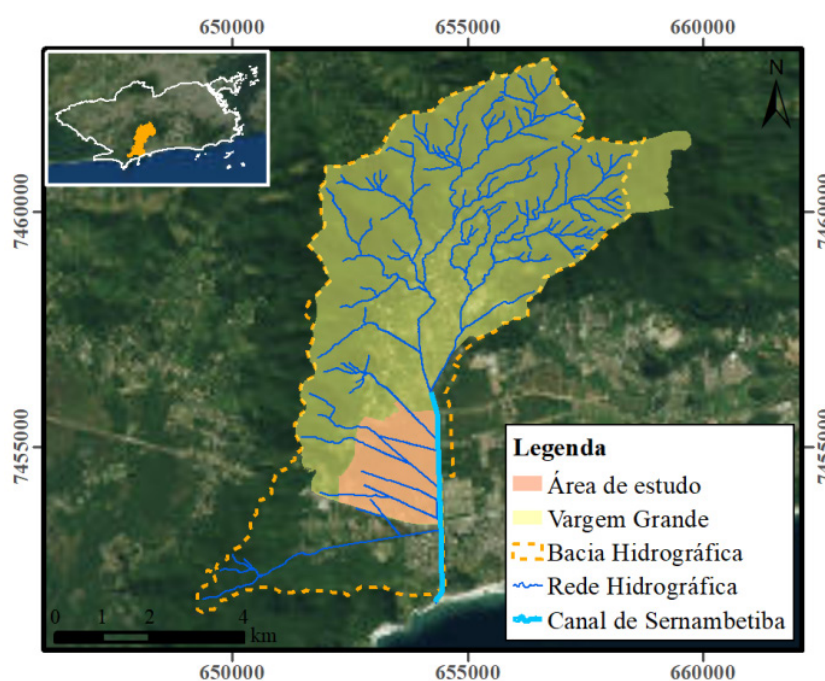 650000 655000 660000
N
7460000 7460000
7455000 7455000
Legenda
Área de estudo
Vargem Grande
Bacia Hidrográfica
Rede Hidrográfica
Canal de Sernambetiba
0 1 2 4
km
650000 655000 660000